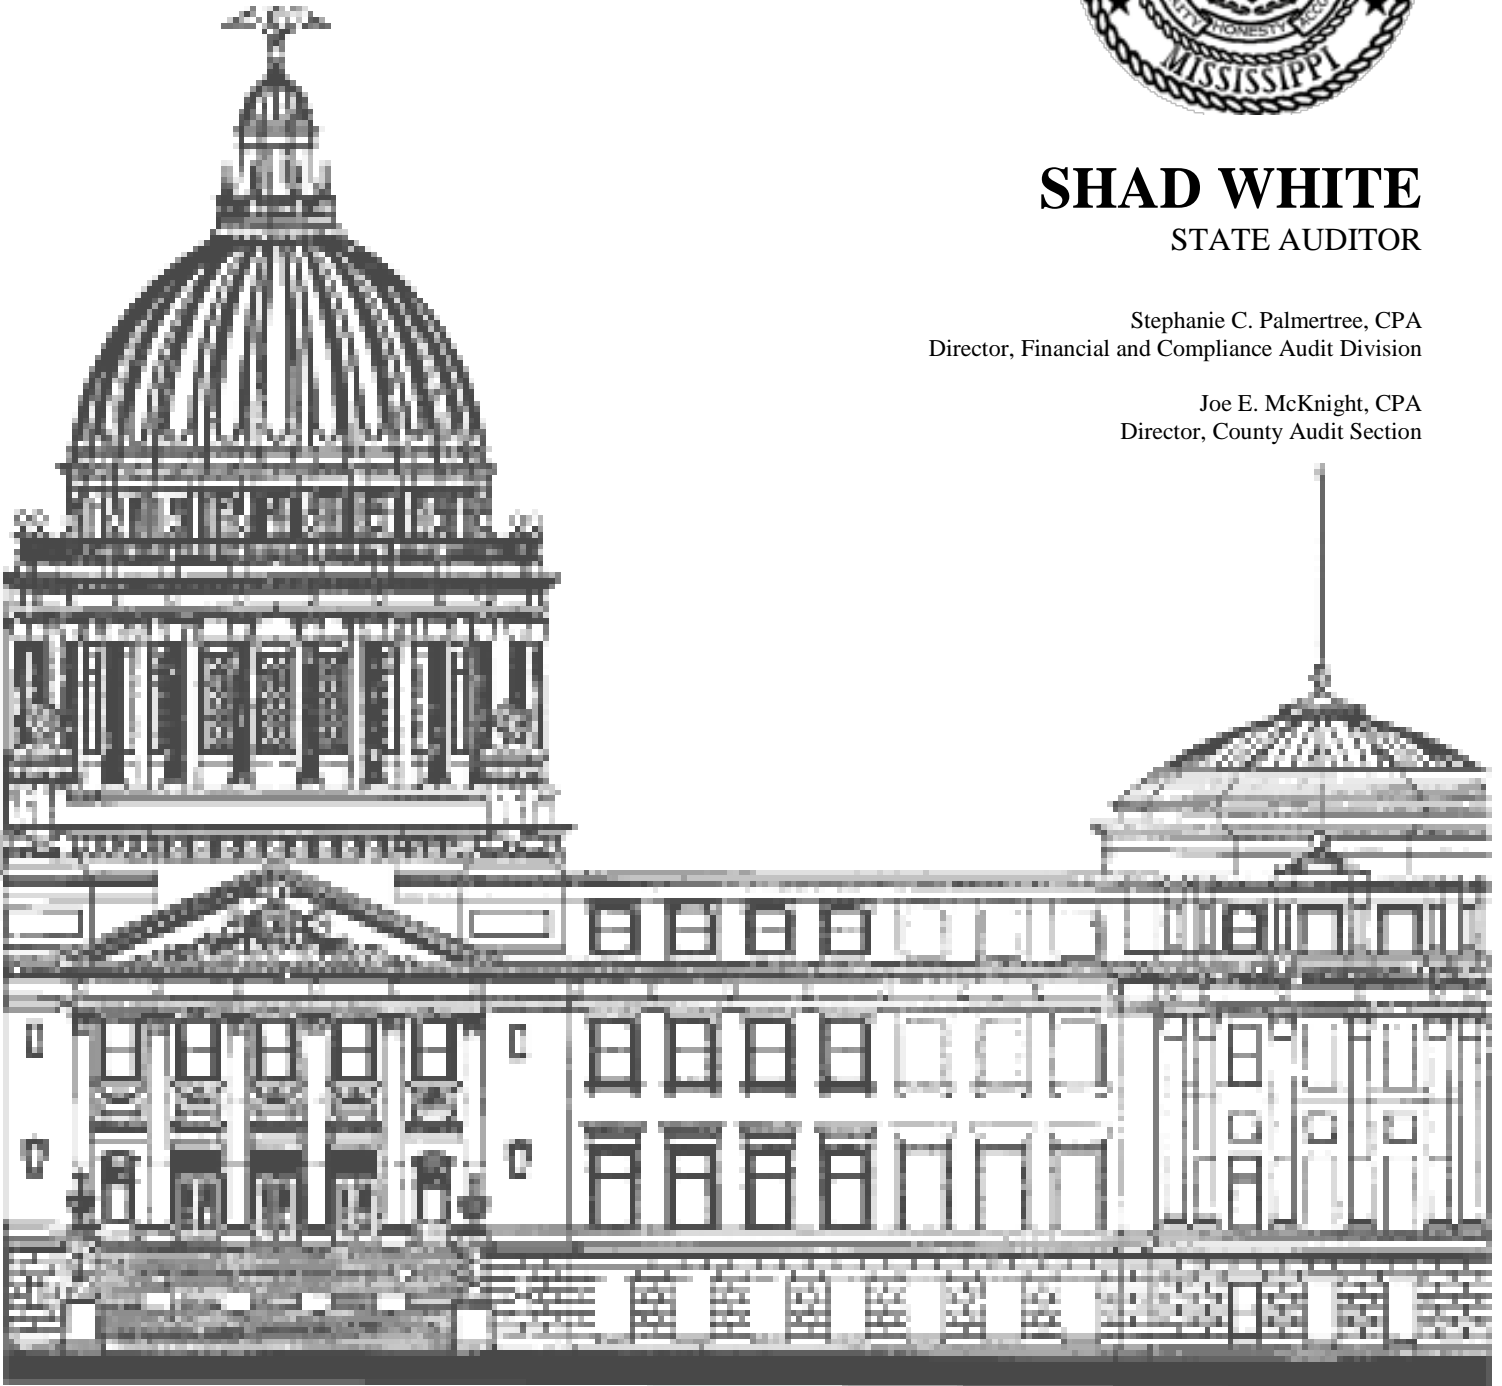 HONESTY
MISSISSIPPI
SHAD WHITE
STATE AUDITOR
Stephanie C. Palmertree, CPA
Director, Financial and Compliance Audit Division
Joe E. McKnight, CPA
Director, County Audit Section